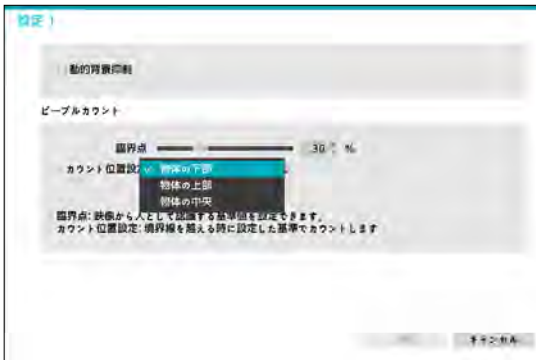 設定 1
動的背景抑制
ピープルカウント
臨界点 30 %
カウント位置設定 ✓ 物体の下部
物体の上部
物体の中央
臨界点: 映像から人として認識する基準値を設定できます。
カウント位置設定: 境界線を越える時に設定した基準でカウントします
キャンセル